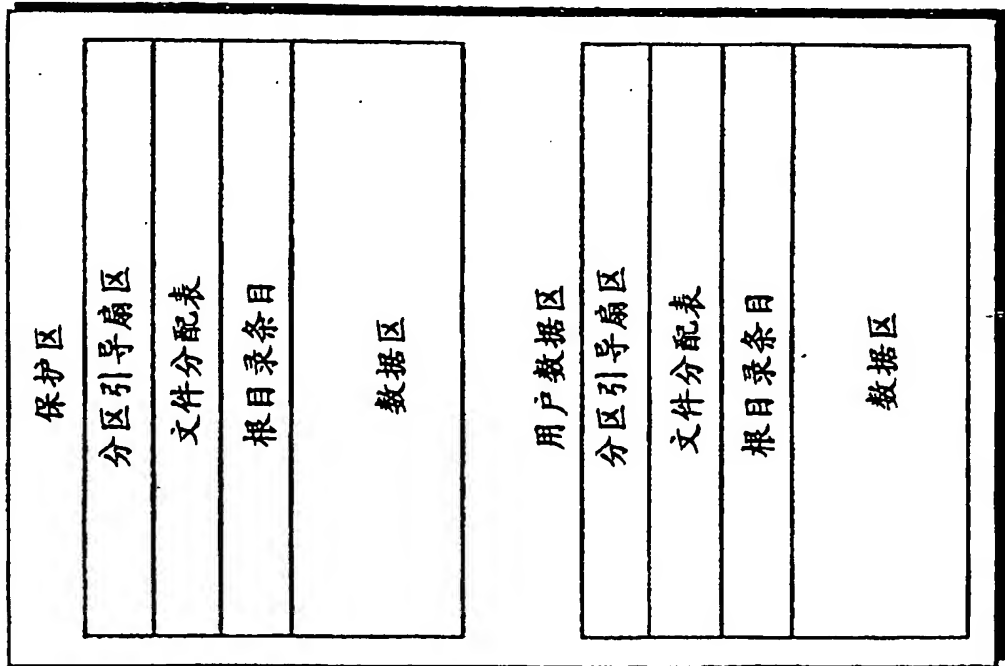 保护区
分区引导扇区
文件分配表
根目录条目
数据区
用户数据区
分区引导扇区
文件分配表
根目录条目
数据区